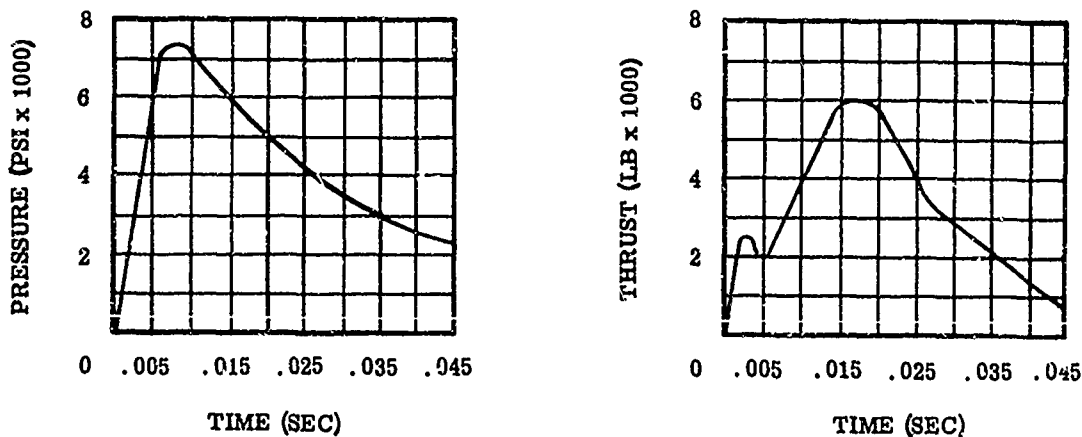 PRESSURE (PSI x 1000)
8
6
4
2
0 .005 .015 .025 .035 .045
TIME (SEC)
THRUST (LB x 1000)
8
6
4
2
0 .005 .015 .025 .035 .045
TIME (SEC)